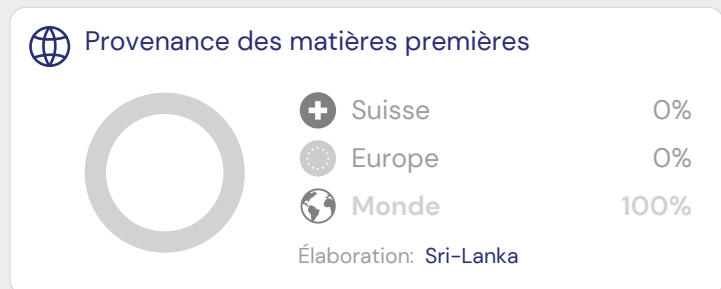 Provenance des matières premières
Suisse 0%
Europe 0%
Monde 100%
Élaboration: Sri-Lanka